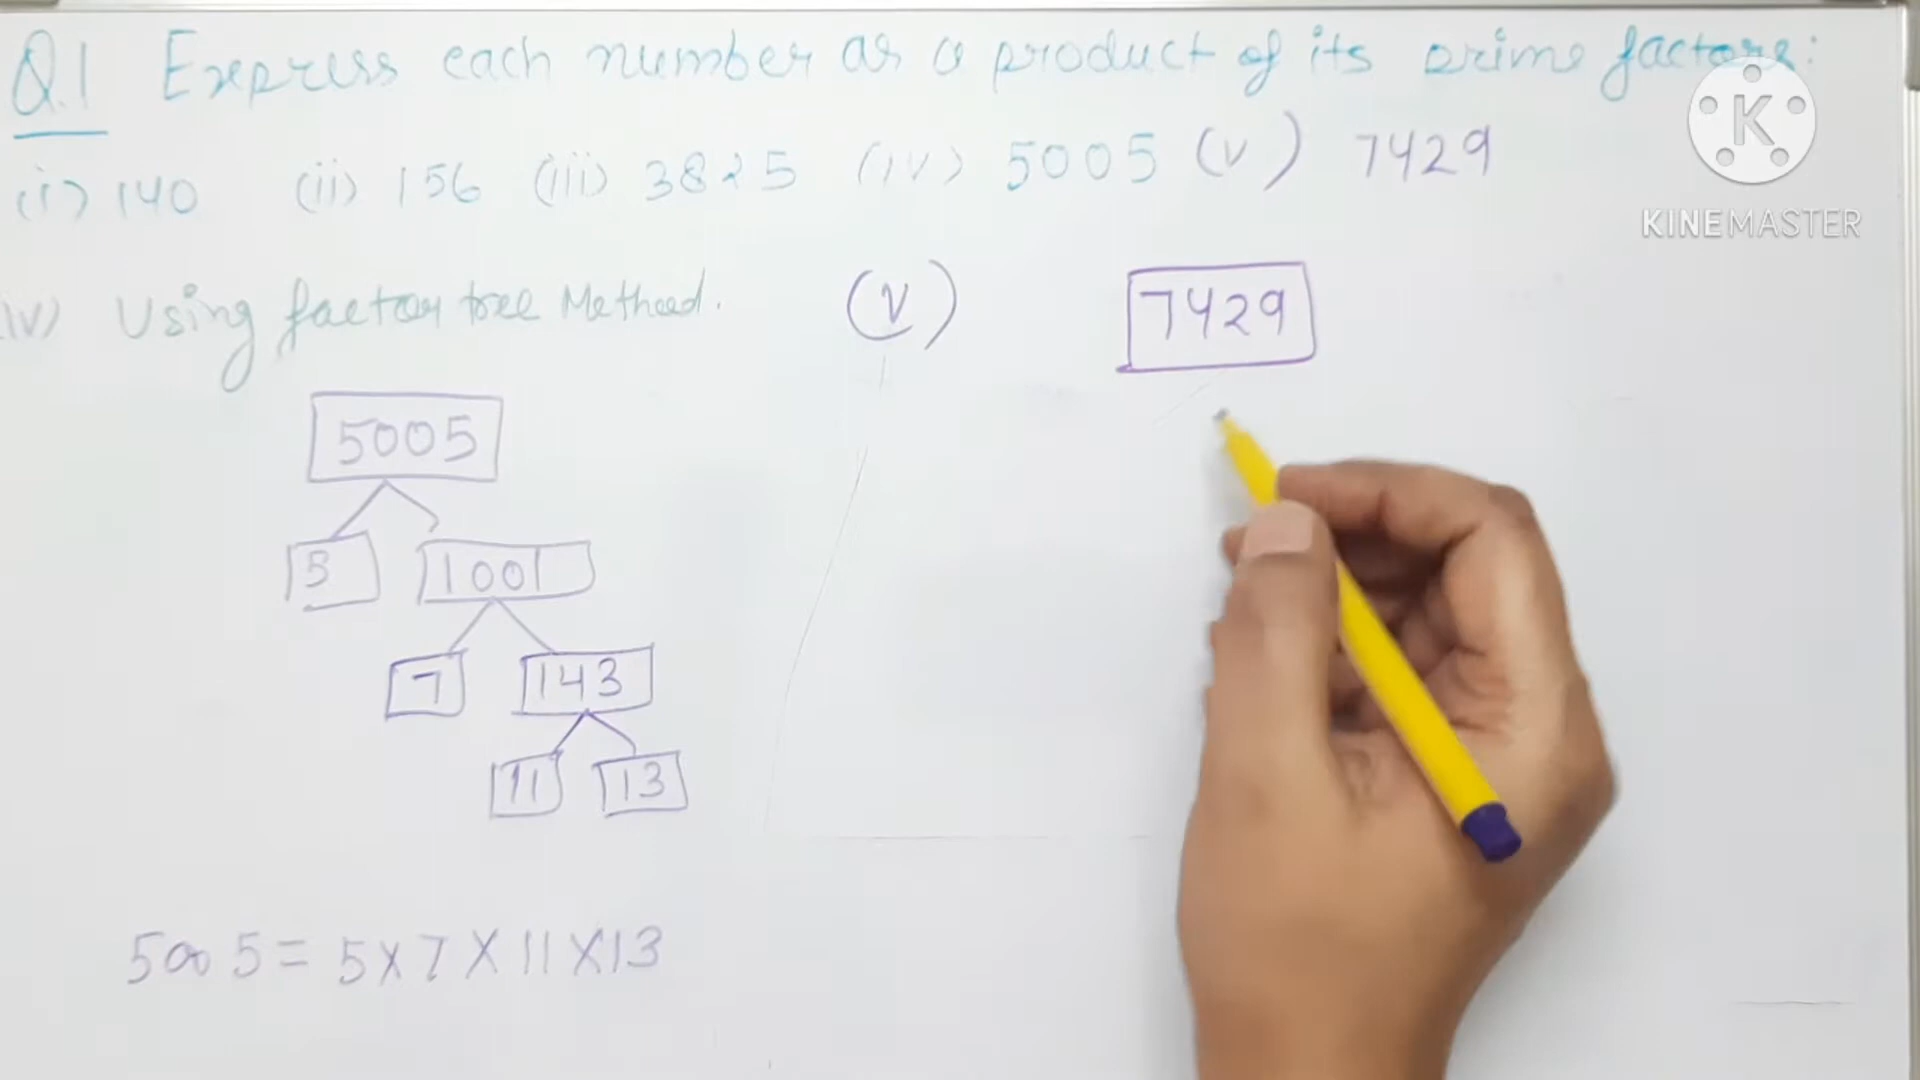 Q.1 Express each number as a product of its prime factors:
(i) 140 (ii) 156 (iii) 3825 (iv) 5005 (v) 7429
K
KINEMASTER
iv) Using factor tree Method.
5005
5 1001
7 143
11 13
5005 = 5 X 7 X 11 X 13
(v) 7429